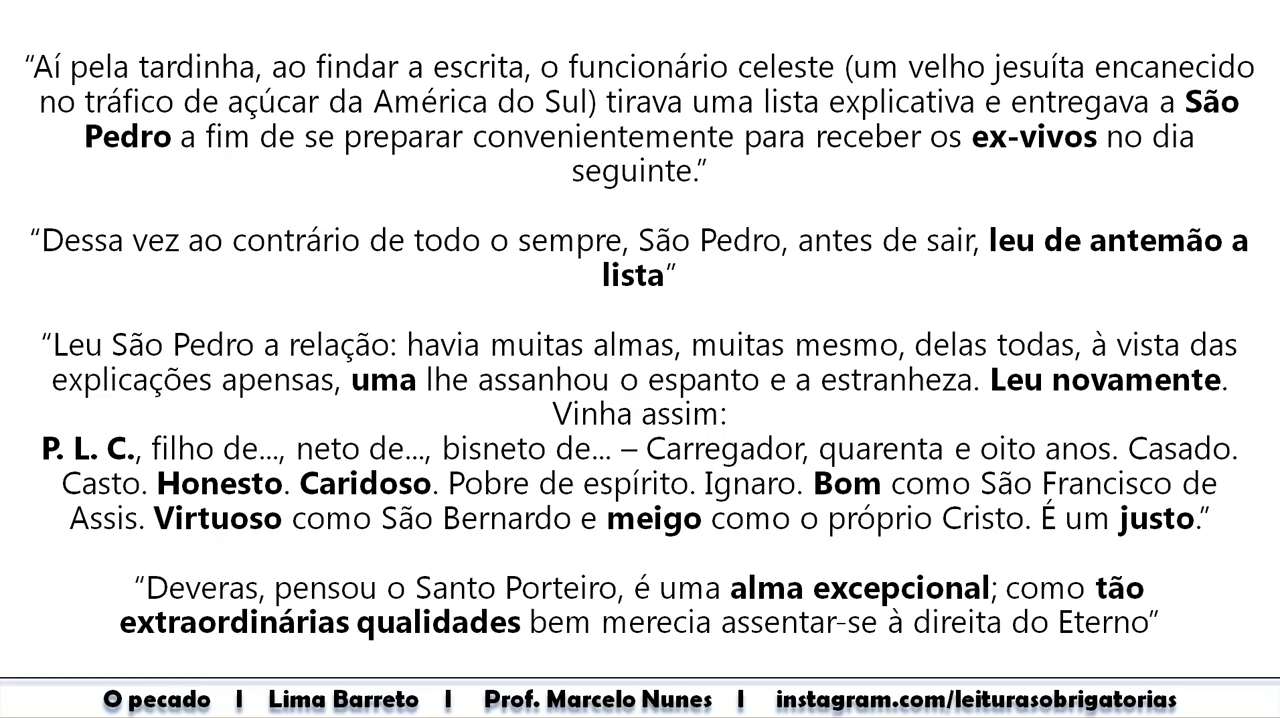 “Aí pela tardinha, ao findar a escrita, o funcionário celeste (um velho jesuíta encanecido
no tráfico de açúcar da América do Sul) tirava uma lista explicativa e entregava a São
Pedro a fim de se preparar convenientemente para receber os ex-vivos no dia
seguinte.”
“Dessa vez ao contrário de todo o sempre, São Pedro, antes de sair, leu de antemão a
lista”
“Leu São Pedro a relação: havia muitas almas, muitas mesmo, delas todas, à vista das
explicações apensas, uma lhe assanhou o espanto e a estranheza. Leu novamente.
Vinha assim:
P. L. C., filho de..., neto de..., bisneto de... – Carregador, quarenta e oito anos. Casado.
Casto. Honesto. Caridoso. Pobre de espírito. Ignaro. Bom como São Francisco de
Assis. Virtuoso como São Bernardo e meigo como o próprio Cristo. É um justo.”
“Deveras, pensou o Santo Porteiro, é uma alma excepcional; como tão
extraordinárias qualidades bem merecia assentar-se à direita do Eterno”
O pecado I Lima Barreto I Prof. Marcelo Nunes I instagram.com/leiturasobrigatorias